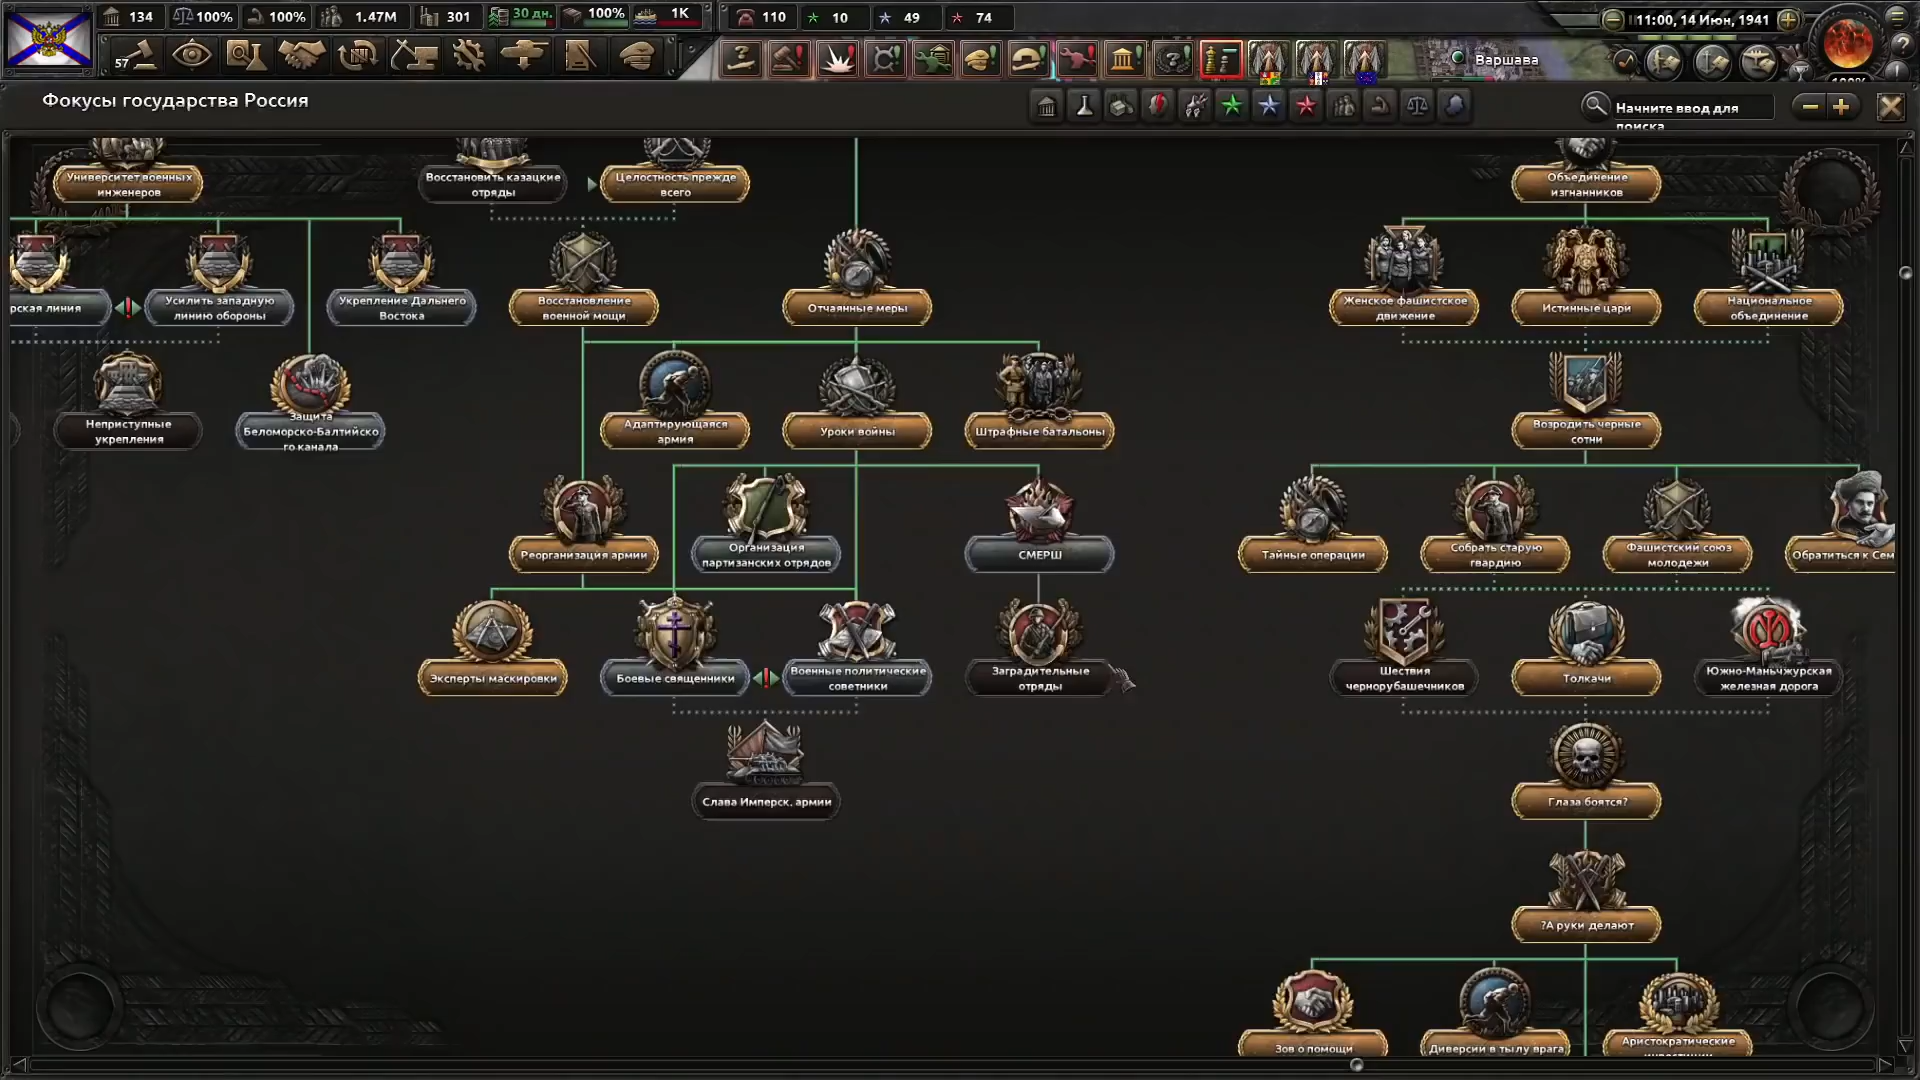 134
100%
100%
1.47M
301
30 дн.
100%
1K
110
10
49
74
11:00, 14 Июн, 1941
57
Варшава
100%
Фокусы государства Россия
Начните ввод для
поиска
Университет военных
инженеров
Восстановить казацкие
отряды
Целостность прежде
всего
Объединение
изгнанников
рская линия
Усилить западную
линию обороны
Укрепление Дальнего
Востока
Восстановление
военной мощи
Отчаянные меры
Женское фашистское
движение
Истинные цари
Национальное
объединение
Неприступные
укрепления
Защита
Беломорско-Балтийско
го канала
Адаптирующаяся
армия
Уроки войны
Штрафные батальоны
Возродить черные
сотни
Реорганизация армии
Организация
партизанских отрядов
СМЕРШ
Тайные операции
Собрать старую
гвардию
Фашистский союз
молодежи
Обратиться к Сем
Эксперты маскировки
Боевые священники
Военные политические
советники
Заградительные
отряды
Шествия
чернорубашечников
Толкачи
Южно-Маньчжурская
железная дорога
Слава Имперск. армии
Глаза боятся?
?А руки делают
Зов о помощи
Диверсии в тылу врага
Аристократические
инвестиции